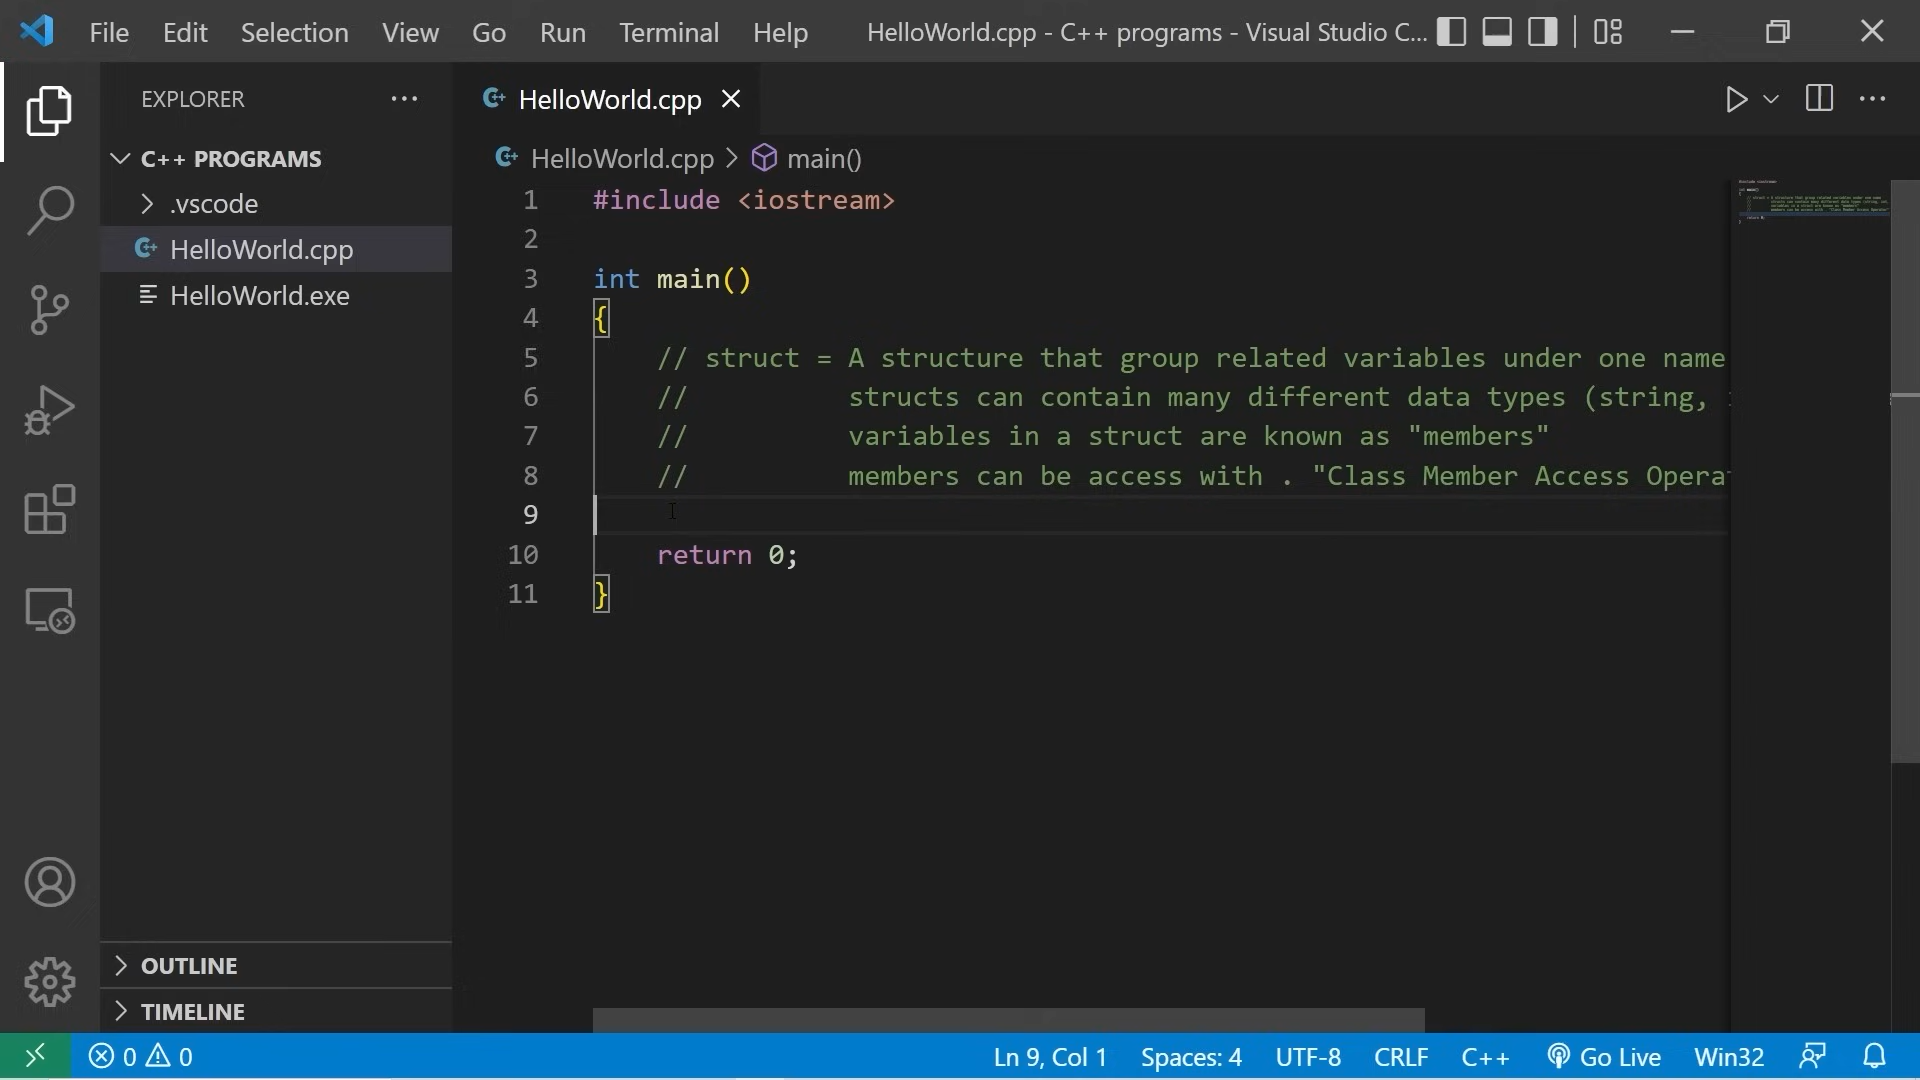 File Edit Selection View Go Run Terminal Help HelloWorld.cpp - C++ programs - Visual Studio C...
EXPLORER
C++ PROGRAMS
.vscode
HelloWorld.cpp
HelloWorld.exe
OUTLINE
TIMELINE
HelloWorld.cpp
HelloWorld.cpp > main()
1 #include <iostream>
2
3 int main()
4 {
5 // struct = A structure that group related variables under one name
6 // structs can contain many different data types (string,
7 // variables in a struct are known as "members"
8 // members can be access with . "Class Member Access Opera
9
10 return 0;
11 }
0 0 Ln 9, Col 1 Spaces: 4 UTF-8 CRLF C++ Go Live Win32